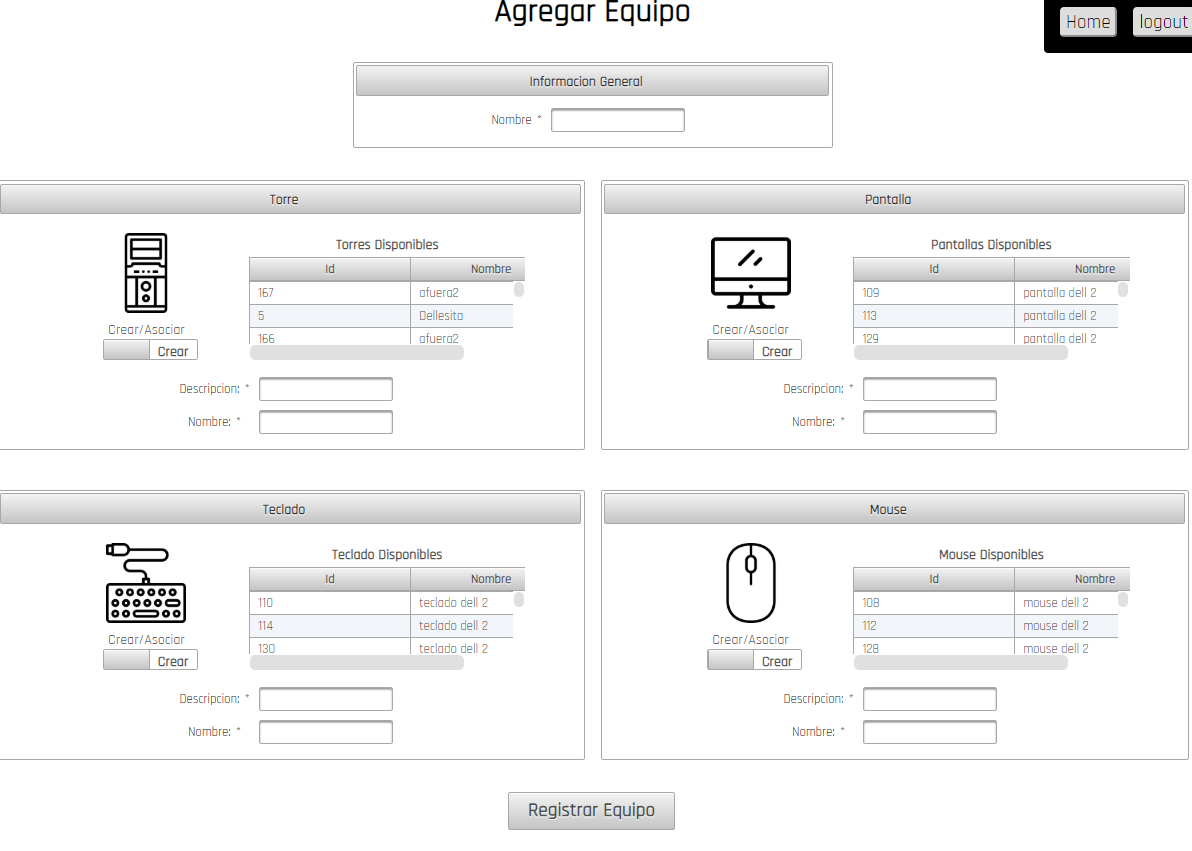 Agregar Equipo
Home
logout
Informacion General
Nombre *
Torre
Torres Disponibles
Id Nombre
167 afuera2
5 Dellesita
166 afuera2
Crear/Asociar
Crear
Descripcion: *
Nombre: *
Pantalla
Pantallas Disponibles
Id Nombre
109 pantalla dell 2
113 pantalla dell 2
129 pantalla dell 2
Crear/Asociar
Crear
Descripcion: *
Nombre: *
Teclado
Teclado Disponibles
Id Nombre
110 teclado dell 2
114 teclado dell 2
130 teclado dell 2
Crear/Asociar
Crear
Descripcion: *
Nombre: *
Mouse
Mouse Disponibles
Id Nombre
108 mouse dell 2
112 mouse dell 2
128 mouse dell 2
Crear/Asociar
Crear
Descripcion: *
Nombre: *
Registrar Equipo